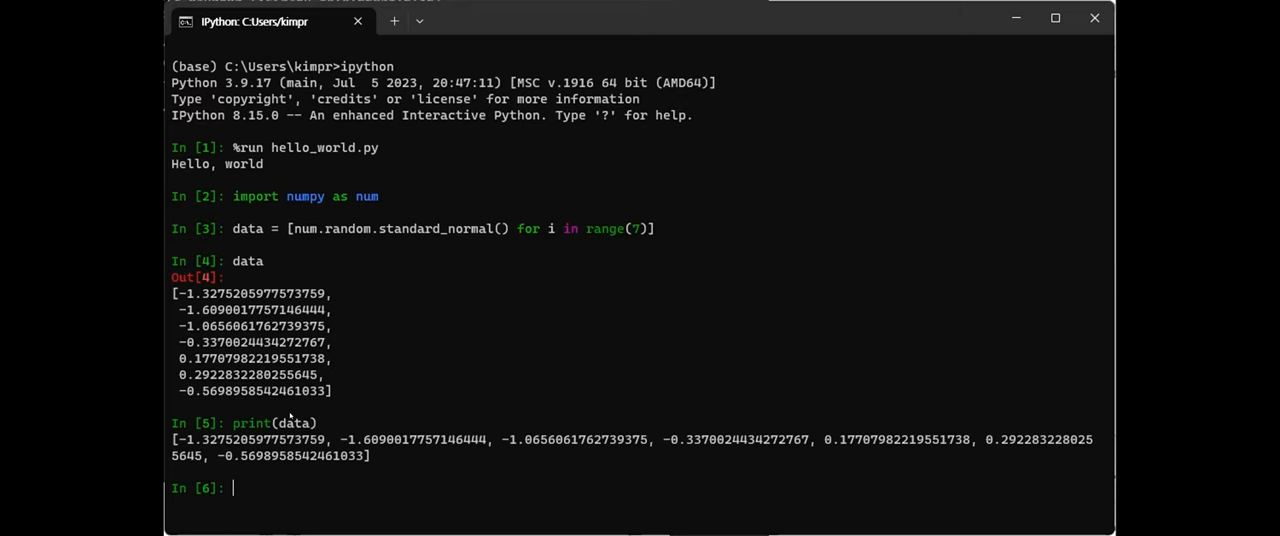 IPython: C:Users/kimpr
(base) C:\Users\kimpr>ipython
Python 3.9.17 (main, Jul  5 2023, 20:47:11) [MSC v.1916 64 bit (AMD64)]
Type 'copyright', 'credits' or 'license' for more information
IPython 8.15.0 -- An enhanced Interactive Python. Type '?' for help.
In [1]: %run hello_world.py
Hello, world
In [2]: import numpy as num
In [3]: data = [num.random.standard_normal() for i in range(7)]
In [4]: data
Out[4]:
[-1.3275205977573759,
 -1.6090017757146444,
 -1.0656061762739375,
 -0.3370024434272767,
 0.17707982219551738,
 0.2922832280255645,
 -0.5698958542461033]
In [5]: print(data)
[-1.3275205977573759, -1.6090017757146444, -1.0656061762739375, -0.3370024434272767, 0.17707982219551738, 0.292283228025
5645, -0.5698958542461033]
In [6]: